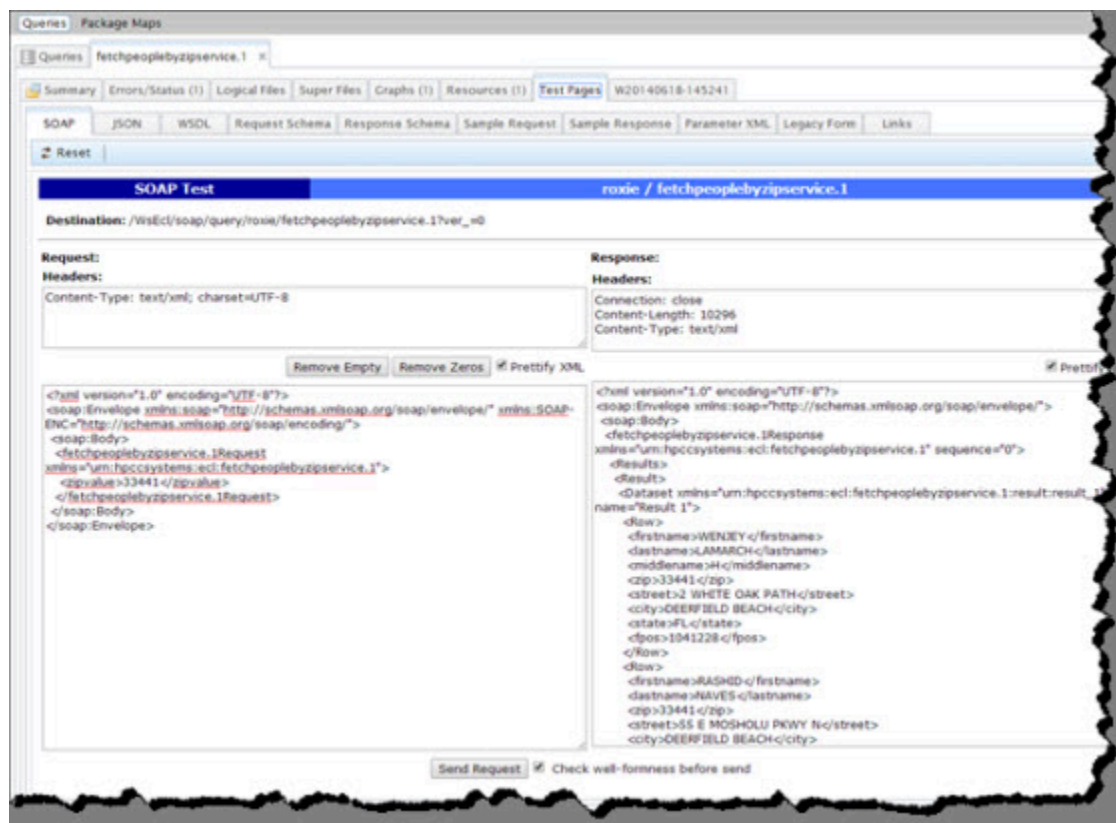 Queries Package Maps
Queries fetchpeoplebyzipservice.1 ×
Summary Errors/Status (1) Logical Files Super Files Graphs (1) Resources (1) Test Pages W20140618-145241
SOAP JSON WSDL Request Schema Response Schema Sample Request Sample Response Parameter XML Legacy Form Links
Reset
SOAP Test roxie / fetchpeoplebyzipservice.1
Destination: /WsEcl/soap/query/roxie/fetchpeoplebyzipservice.1?ver_=0
Request:
Headers:
Content-Type: text/xml; charset=UTF-8
Remove Empty Remove Zeros Prettify XML
<?xml version="1.0" encoding="UTF-8"?>
<soap:Envelope xmlns:soap="http://schemas.xmlsoap.org/soap/envelope/" xmlns:SOAP-
ENC="http://schemas.xmlsoap.org/soap/encoding/">
<soap:Body>
<fetchpeoplebyzipservice.1Request
xmlns="urn:hpccsystems:ecl:fetchpeoplebyzipservice.1">
<zipvalue>33441</zipvalue>
</fetchpeoplebyzipservice.1Request>
</soap:Body>
</soap:Envelope>
Response:
Headers:
Connection: close
Content-Length: 10296
Content-Type: text/xml
Prettif
<?xml version="1.0" encoding="UTF-8"?>
<soap:Envelope xmlns:soap="http://schemas.xmlsoap.org/soap/envelope/">
<soap:Body>
<fetchpeoplebyzipservice.1Response
xmlns="urn:hpccsystems:ecl:fetchpeoplebyzipservice.1" sequence="0">
<Results>
<Result>
<Dataset xmlns="urn:hpccsystems:ecl:fetchpeoplebyzipservice.1:result:result_1"
name="Result 1">
<Row>
<firstname>WENJEY</firstname>
<lastname>LAMARCH</lastname>
<middlename>H</middlename>
<zip>33441</zip>
<street>2 WHITE OAK PATH</street>
<city>DEERFIELD BEACH</city>
<state>FL</state>
<fpos>1041228</fpos>
</Row>
<Row>
<firstname>RASHID</firstname>
<lastname>NAVES</lastname>
<zip>33441</zip>
<street>55 E MOSHOLU PKWY N</street>
<city>DEERFIELD BEACH</city>
Send Request Check well-formness before send